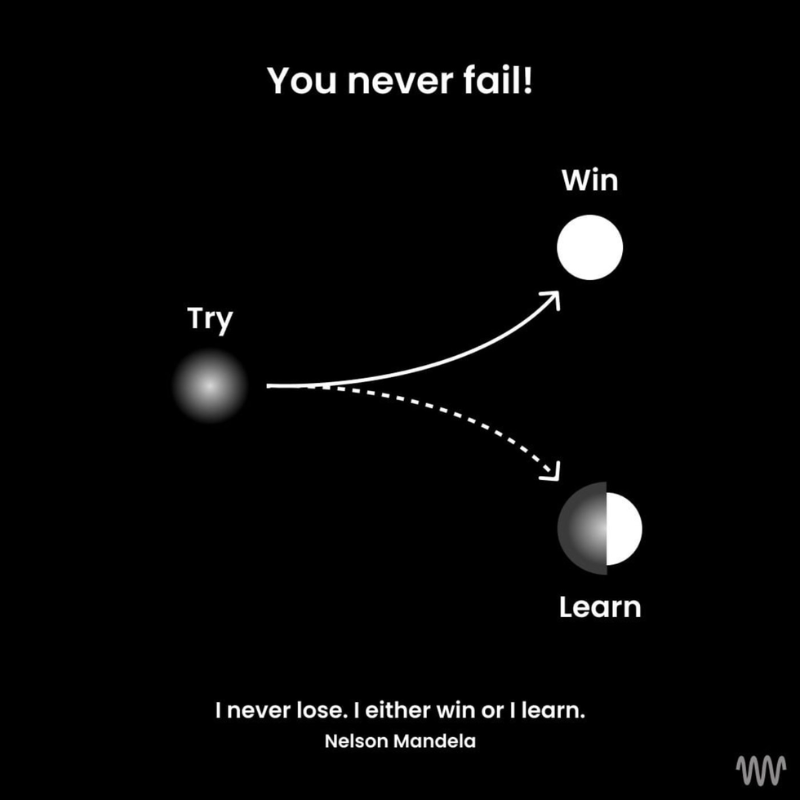 You never fail!
Win
Try
Learn
I never lose. I either win or I learn.
Nelson Mandela